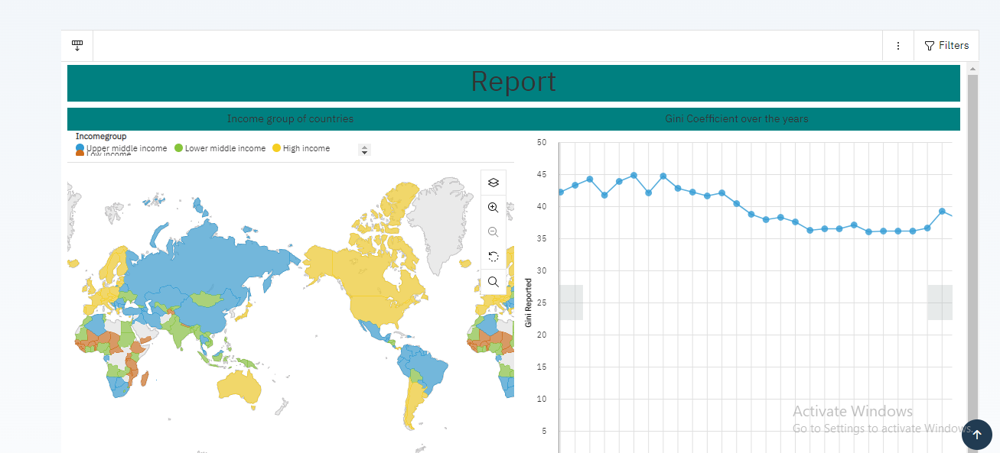 Filters
Report
Income group of countries
Gini Coefficient over the years
Incomegroup
Upper middle income
Lower middle income
High income
Low income
Gini Reported
50
45
40
35
30
25
20
15
10
5
Activate Windows
Go to Settings to activate Windows.